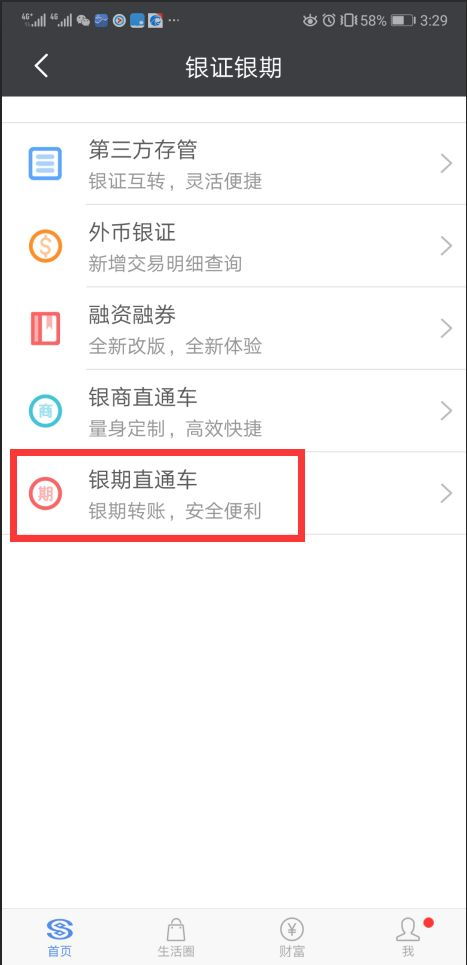 4G+ 4G 58% 3:29
银证银期
第三方存管
银证互转，灵活便捷
$
外币银证
新增交易明细查询
融资融券
全新改版，全新体验
商
银商直通车
量身定制，高效快捷
期
银期直通车
银期转账，安全便利
¥
首页 生活圈 财富 我